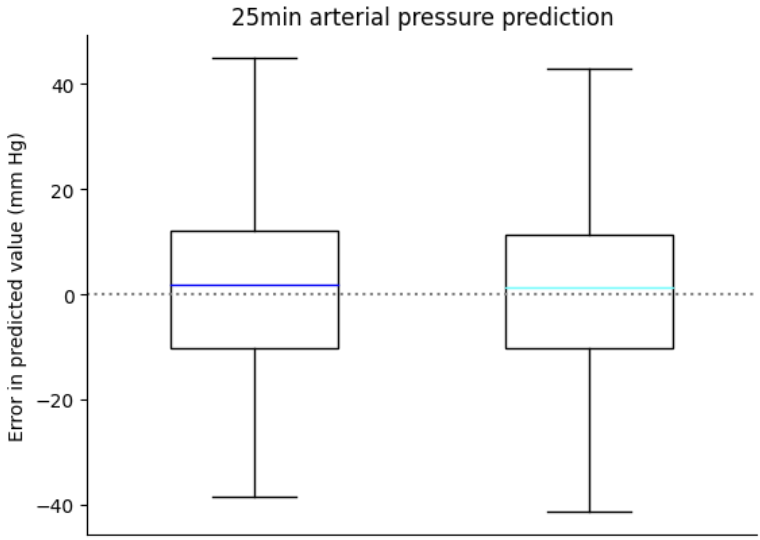 25min arterial pressure prediction
Error in predicted value (mm Hg)
40
20
0
−20
−40